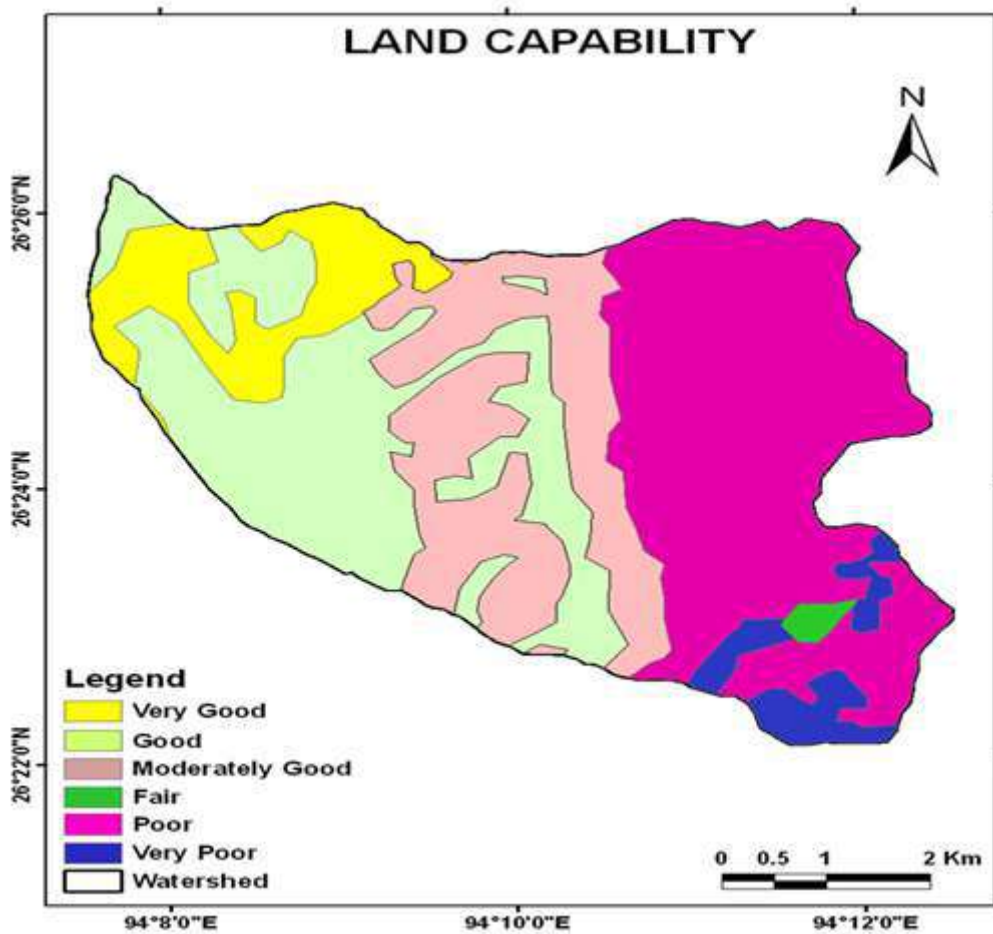 LAND CAPABILITY
N
26°26'0"N
26°24'0"N
26°22'0"N
Legend
Very Good
Good
Moderately Good
Fair
Poor
Very Poor
Watershed
0 0.5 1 2 Km
94°8'0"E 94°10'0"E 94°12'0"E